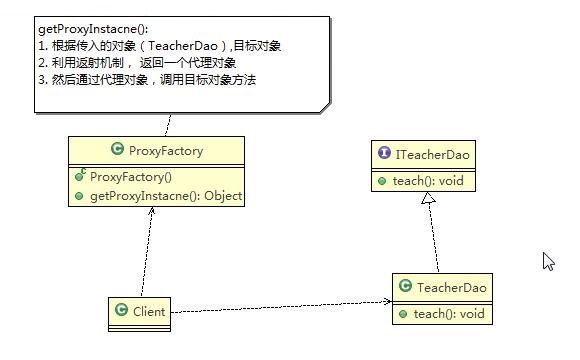 getProxyInstacne():
1. 根据传入的对象（TeacherDao）,目标对象
2. 利用返射机制， 返回一个代理对象
3. 然后通过代理对象，调用目标对象方法
C ProxyFactory
C ProxyFactory()
getProxyInstacne(): Object
I ITeacherDao
teach(): void
C Client
C TeacherDao
teach(): void